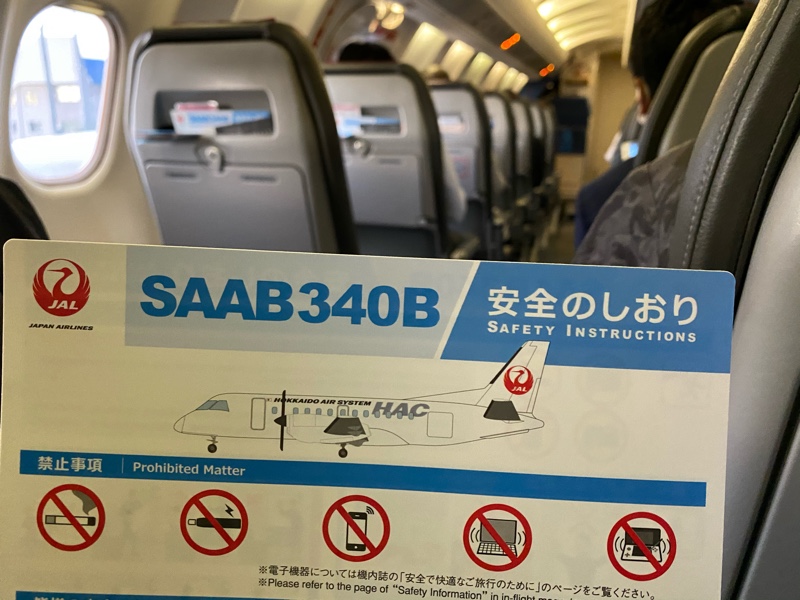 JAL
JAPAN AIRLINES
SAAB340B
安全のしおり
SAFETY INSTRUCTIONS
JAL
HOKKAIDO AIR SYSTEM
HAC
禁止事項 Prohibited Matter
※電子機器については機内誌の「安全で快適なご旅行のために」のページをご覧ください。
※Please refer to the page of "Safety Information" in in-flight